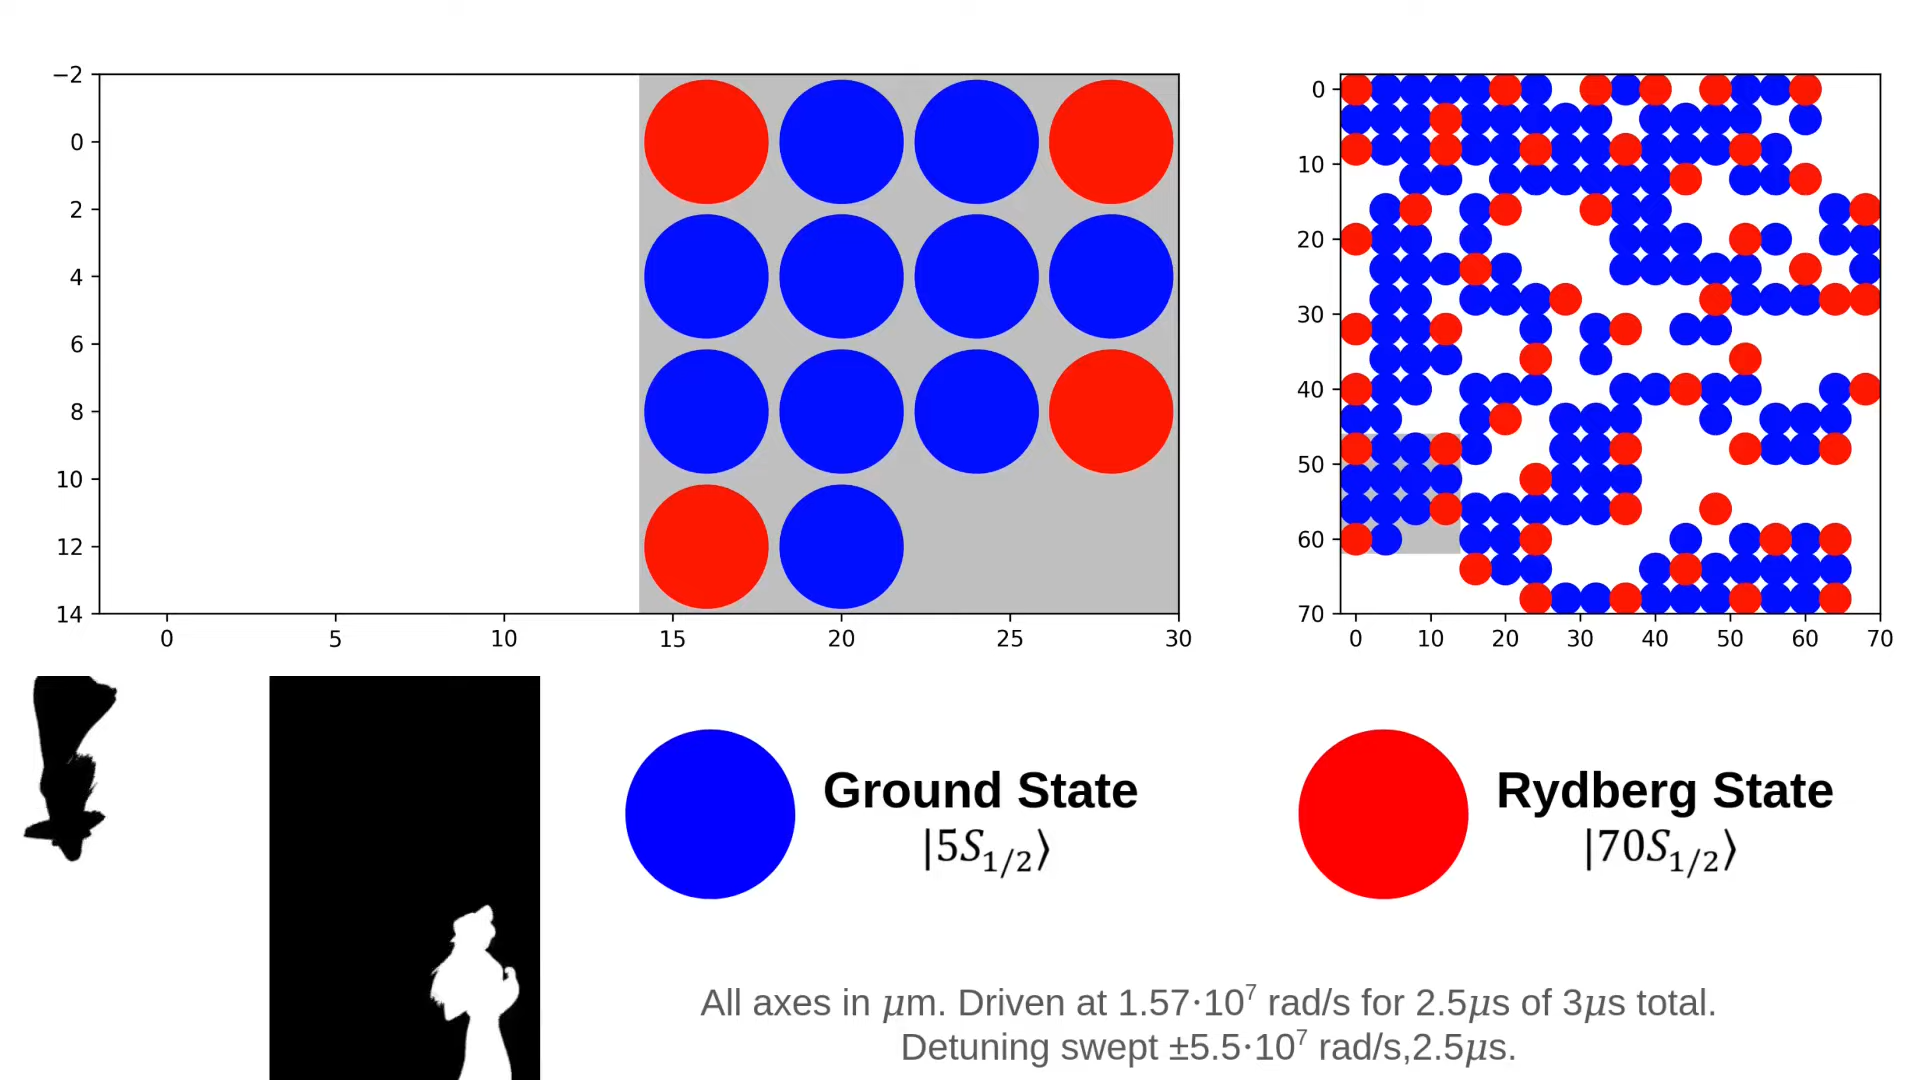 −2
0
2
4
6
8
10
12
14
0 5 10 15 20 25 30
0
10
20
30
40
50
60
70
0 10 20 30 40 50 60 70
Ground State
|5S₁/₂⟩
Rydberg State
|70S₁/₂⟩
All axes in μm. Driven at 1.57·10⁷ rad/s for 2.5μs of 3μs total.
Detuning swept ±5.5·10⁷ rad/s,2.5μs.